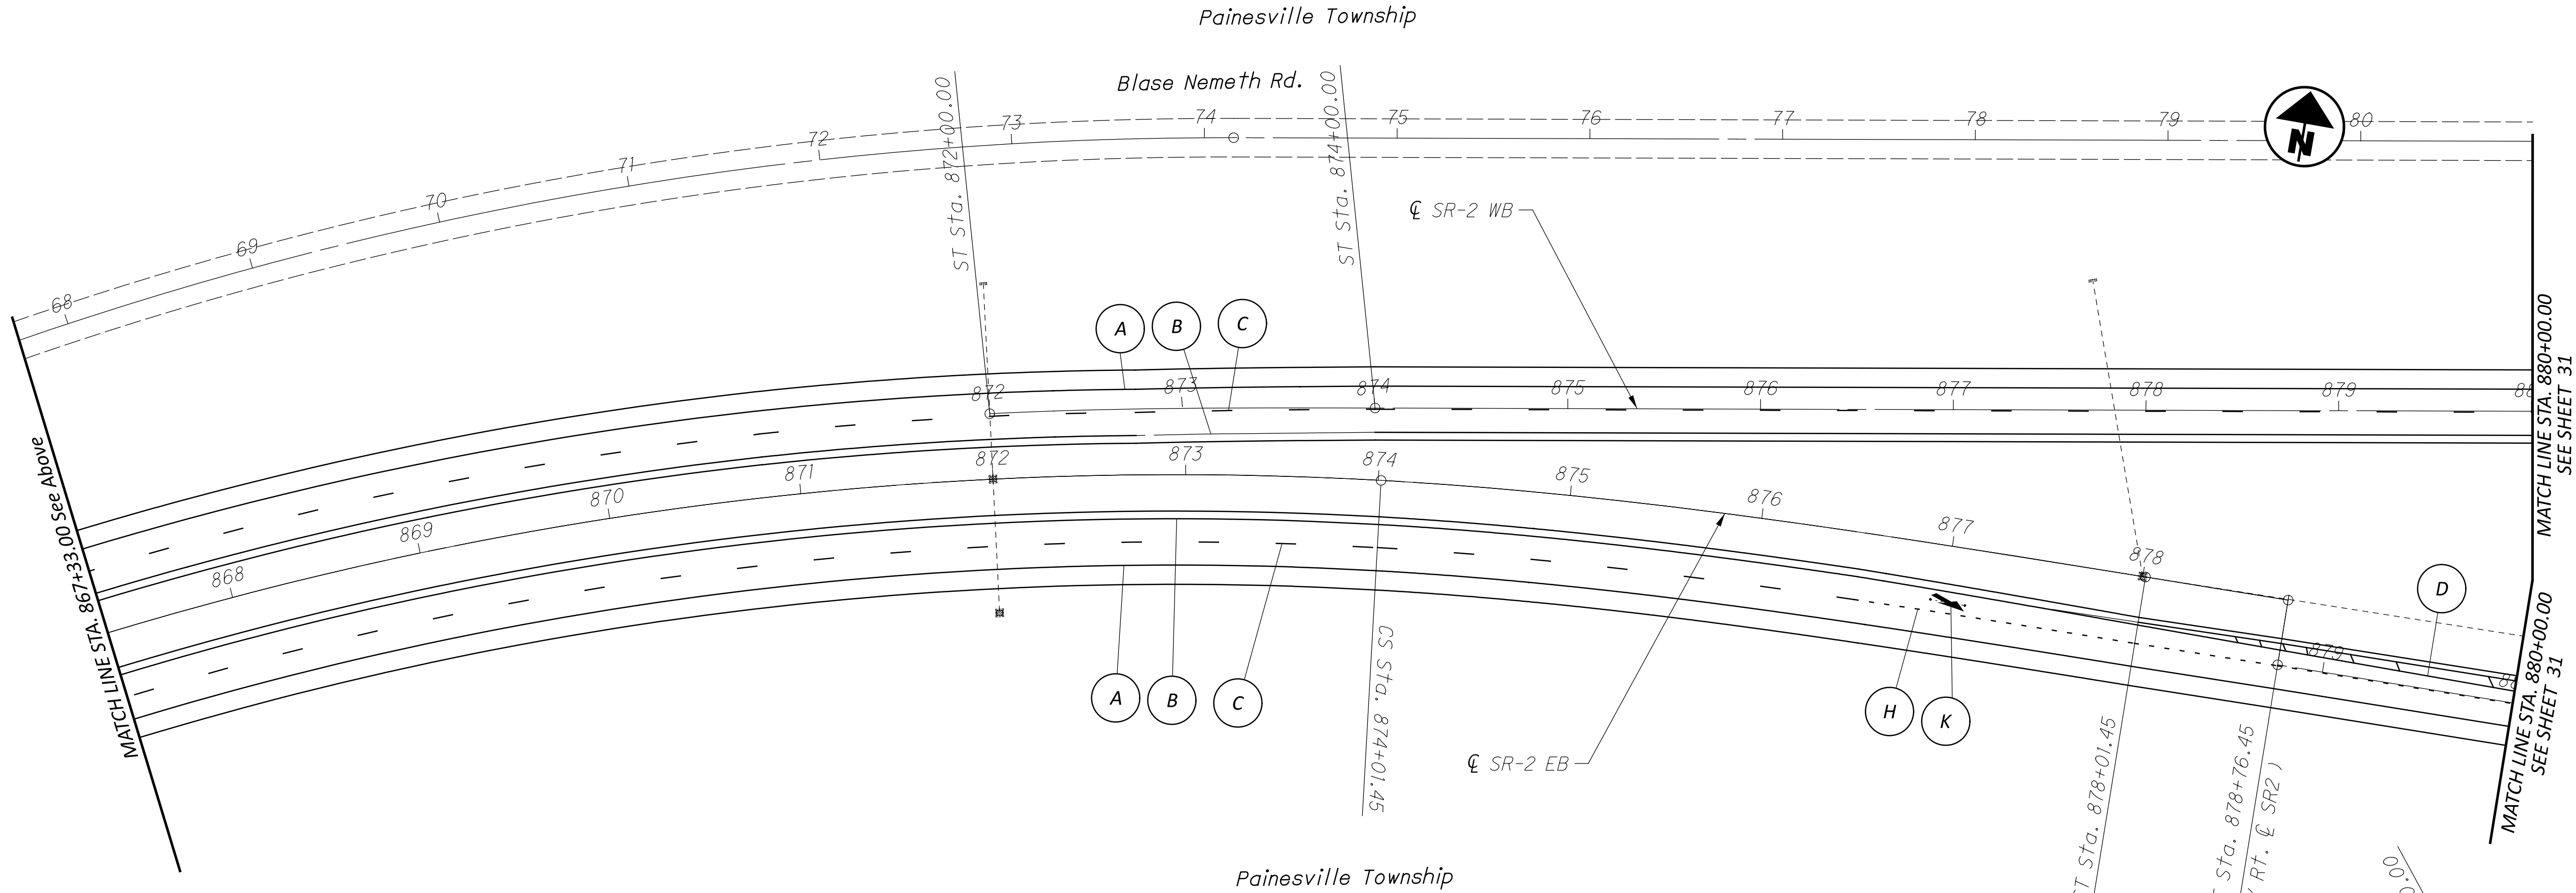 Painesville Township
Blase Nemeth Rd.
68
69
70
71
72
73
74
75
76
77
78
79
80
N
ST Sta. 872+00.00
ST Sta. 874+00.00
℄ SR-2 WB
A
B
C
872
873
874
875
876
877
878
879
MATCH LINE STA. 880+00.00
SEE SHEET 31
MATCH LINE STA. 867+33.00 See Above
868
869
870
871
872
873
874
875
876
877
878
879
D
A
B
C
H
K
CS Sta. 874+01.45
℄ SR-2 EB
Sta. 878+01.45
Sta. 878+76.45
Rt. ℄ SR2 )
MATCH LINE STA. 880+00.00
SEE SHEET 31
Painesville Township